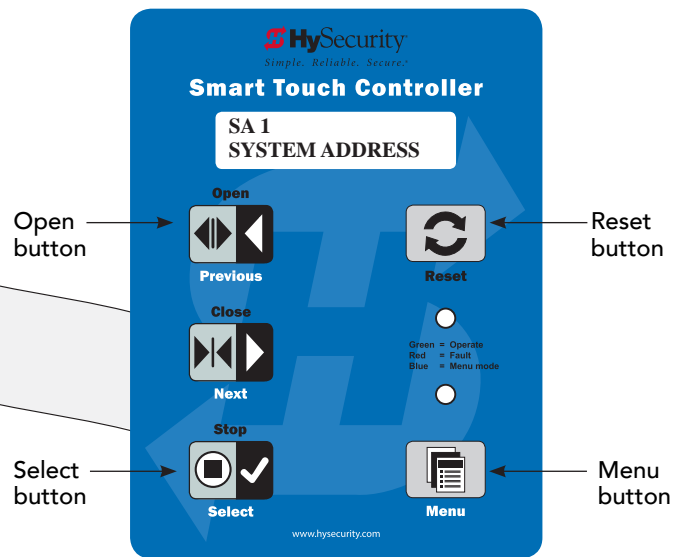 HySecurity
Simple. Reliable. Secure.
Smart Touch Controller
SA 1
SYSTEM ADDRESS
Open
Open
button
Previous
Reset
button
Reset
Close
Next
Green = Operate
Red = Fault
Blue = Menu mode
Stop
Select
button
Select
Menu
Menu
button
www.hysecurity.com